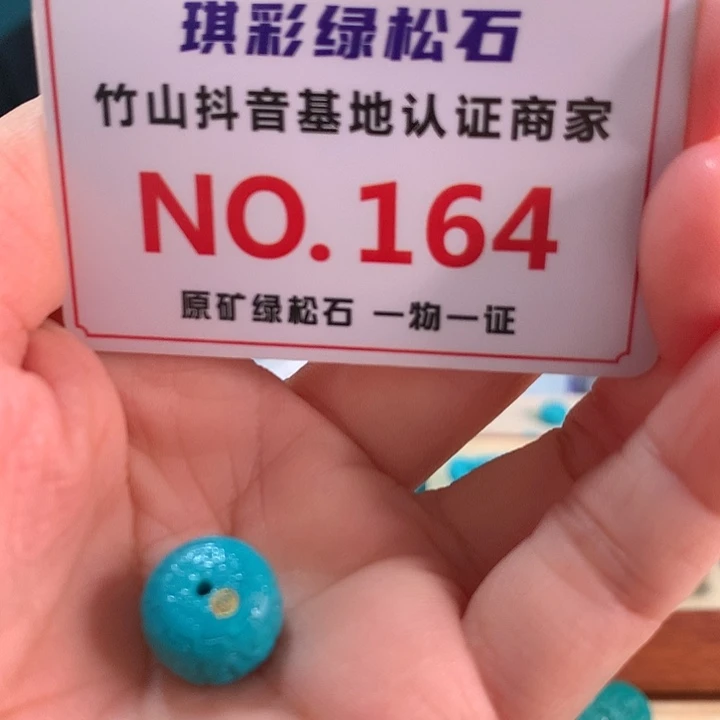 琪彩绿松石
竹山抖音基地认证商家
NO.164
原矿绿松石 一物一证